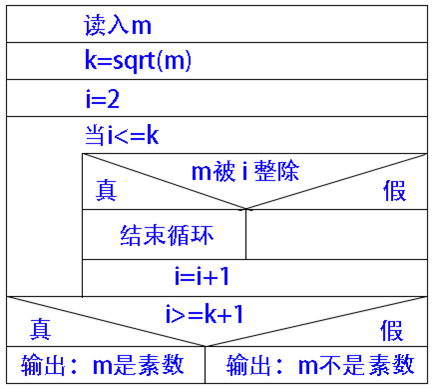 读入m
k=sqrt(m)
i=2
当i<=k
m被 i 整除
真 假
结束循环
i=i+1
i>=k+1
真 假
输出：m是素数 输出：m不是素数